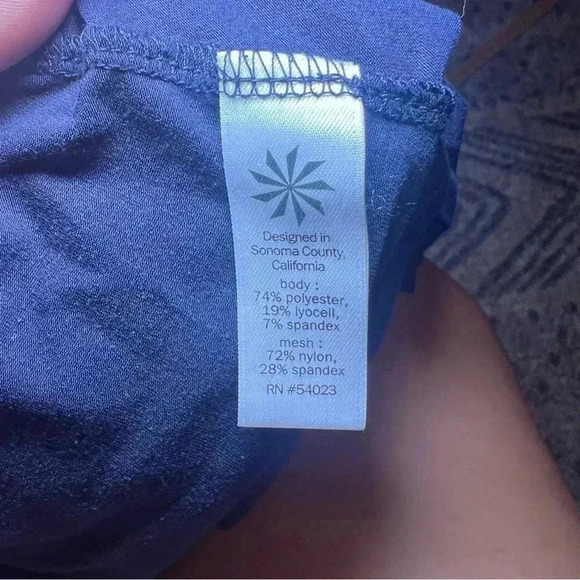 Designed in
Sonoma County,
California
body :
74% polyester,
19% lyocell,
7% spandex
mesh :
72% nylon,
28% spandex
RN #54023